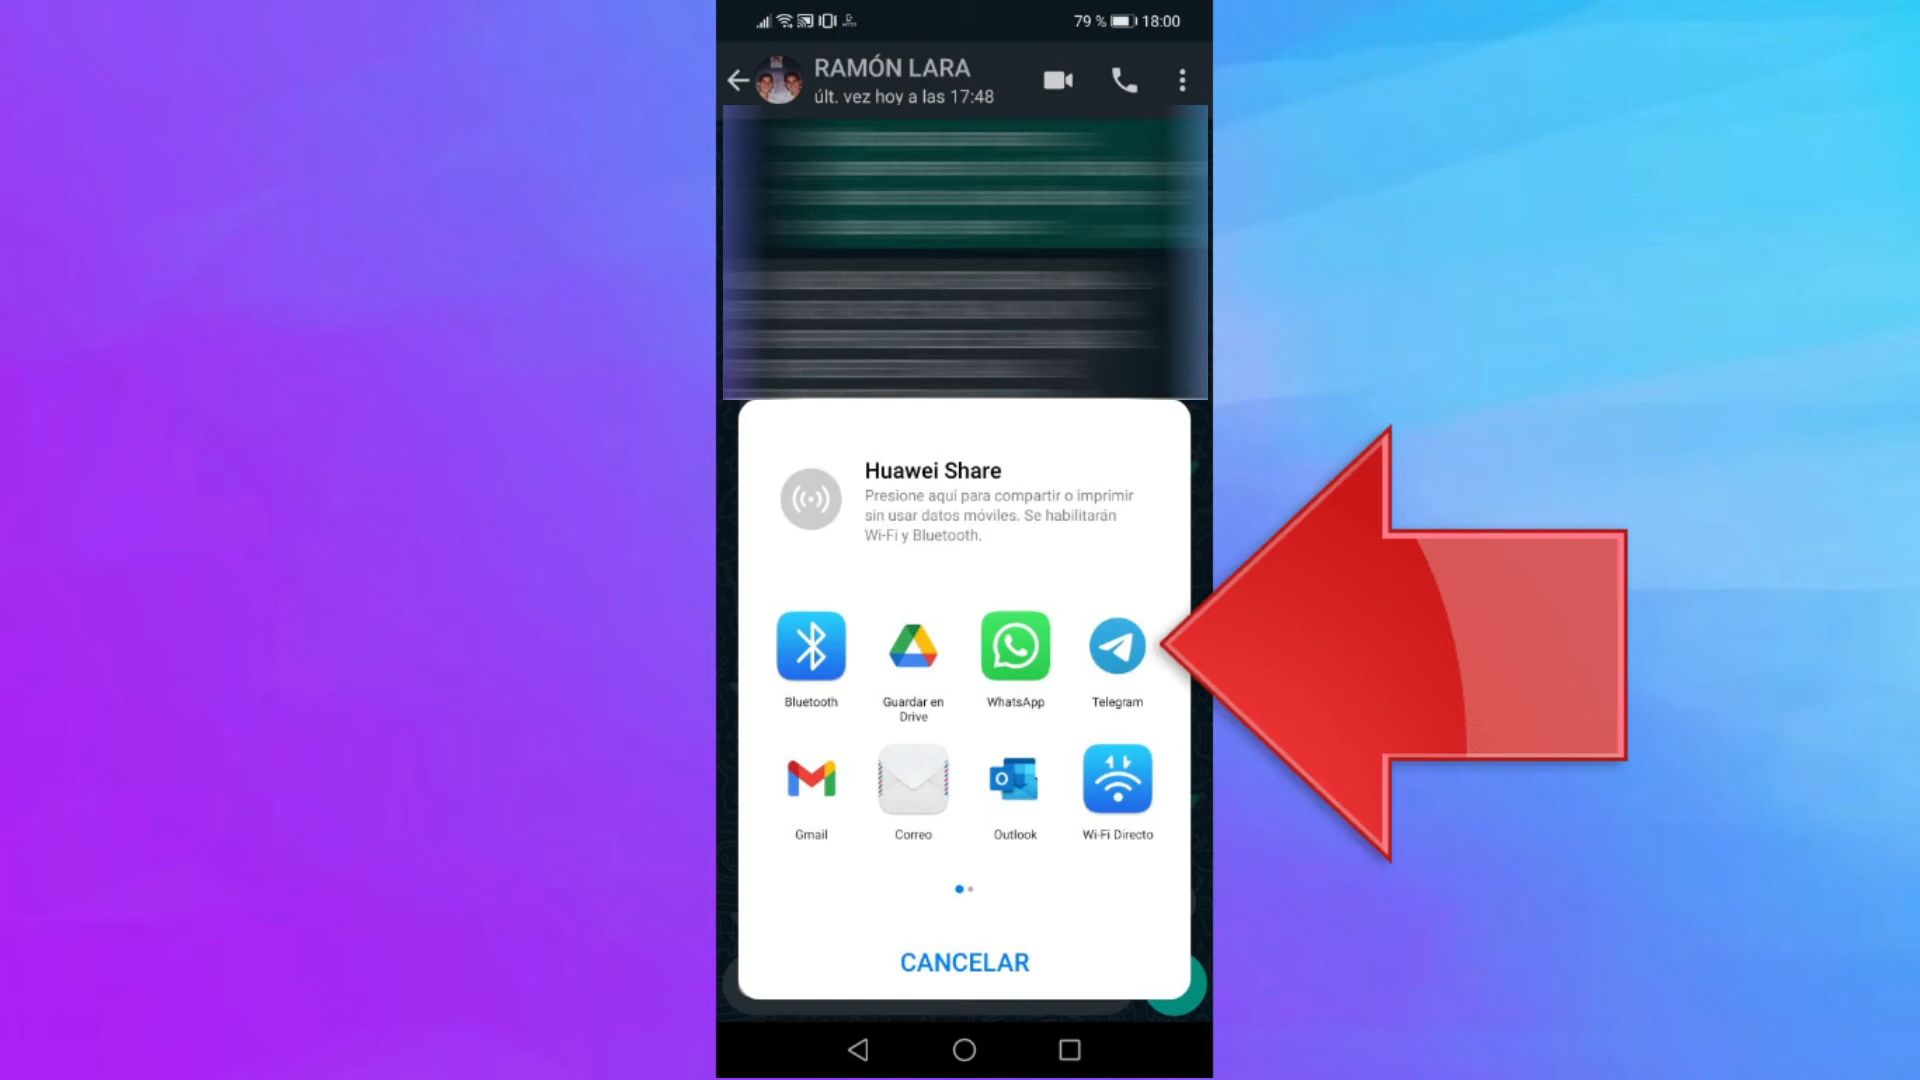 79 % 18:00
RAMÓN LARA
últ. vez hoy a las 17:48
Huawei Share
Presione aquí para compartir o imprimir
sin usar datos móviles. Se habilitarán
Wi-Fi y Bluetooth.
Bluetooth
Guardar en
Drive
WhatsApp
Telegram
Gmail
Correo
Outlook
Wi-Fi Directo
CANCELAR